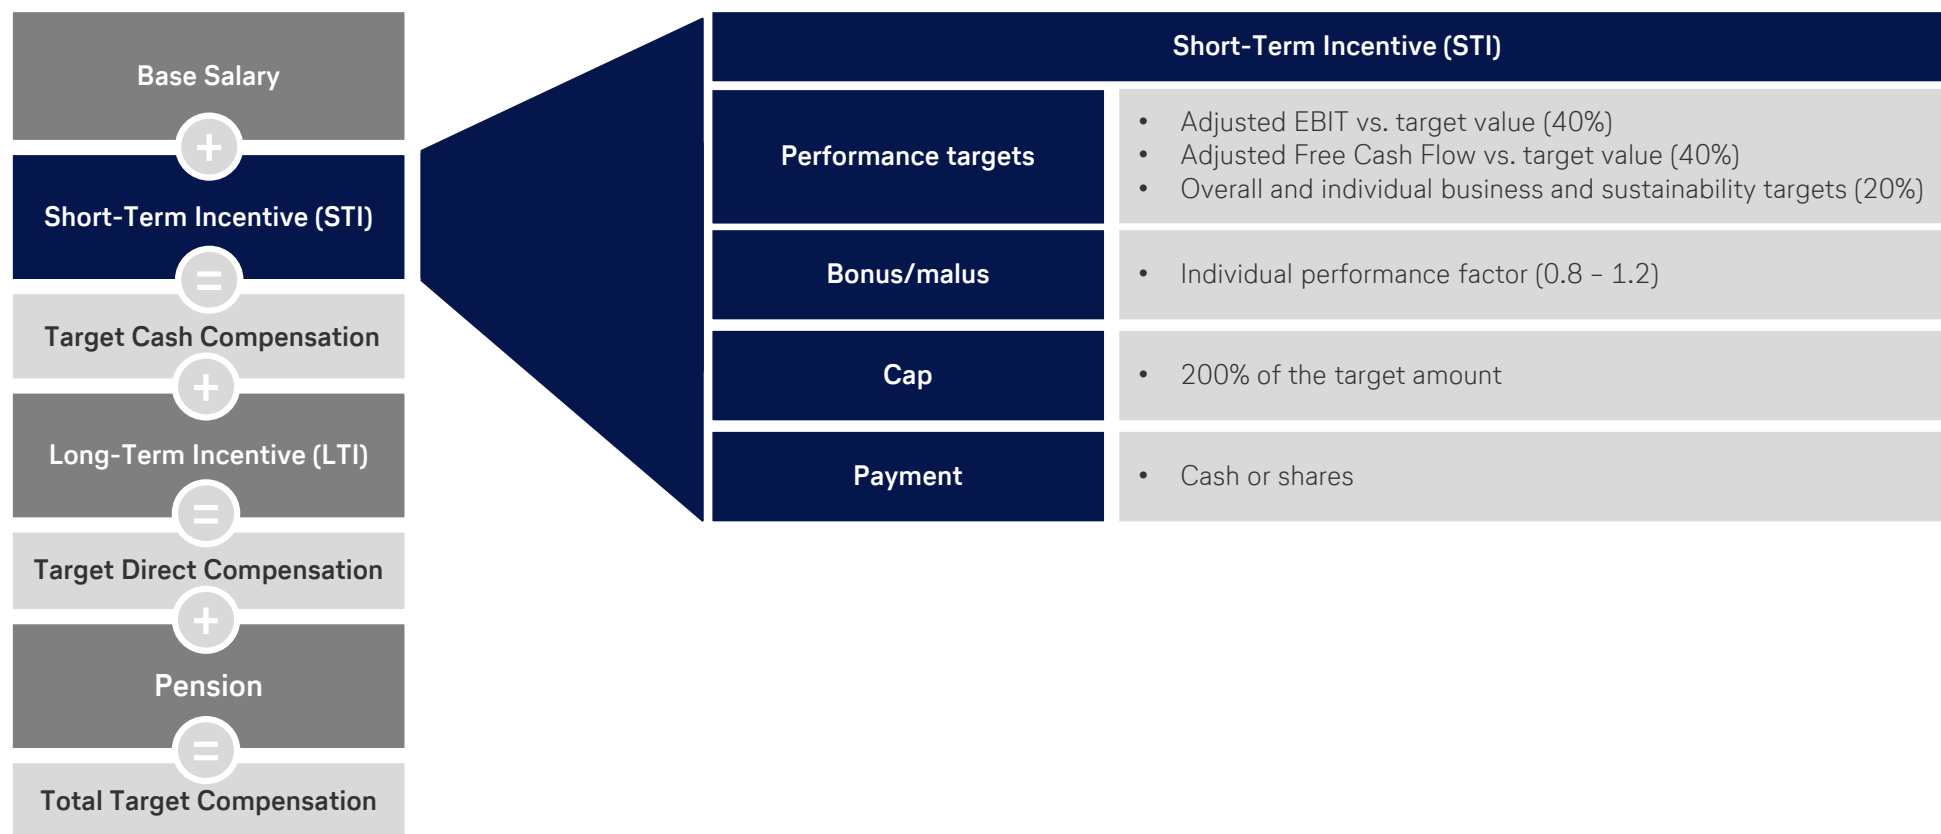 Base Salary
+
Short-Term Incentive (STI)
=
Target Cash Compensation
+
Long-Term Incentive (LTI)
=
Target Direct Compensation
+
Pension
=
Total Target Compensation
Short-Term Incentive (STI)
Performance targets
• Adjusted EBIT vs. target value (40%)
• Adjusted Free Cash Flow vs. target value (40%)
• Overall and individual business and sustainability targets (20%)
Bonus/malus
• Individual performance factor (0.8 – 1.2)
Cap
• 200% of the target amount
Payment
• Cash or shares